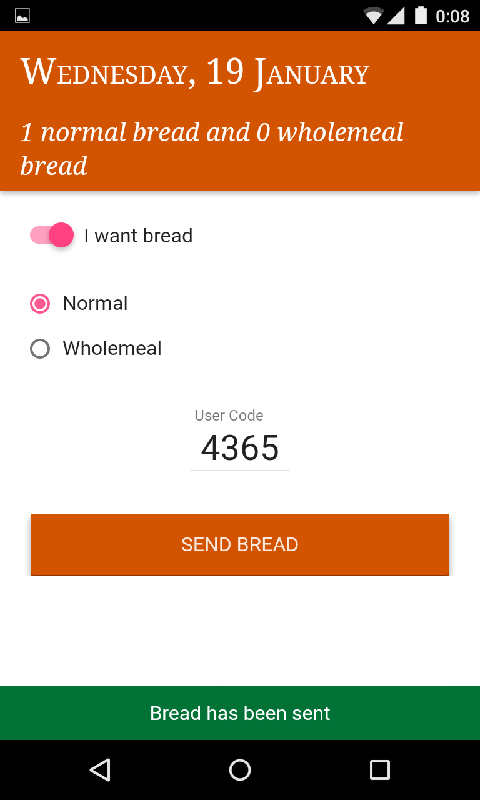 0:08
Wednesday, 19 January
1 normal bread and 0 wholemeal
bread
I want bread
Normal
Wholemeal
User Code
4365
SEND BREAD
Bread has been sent